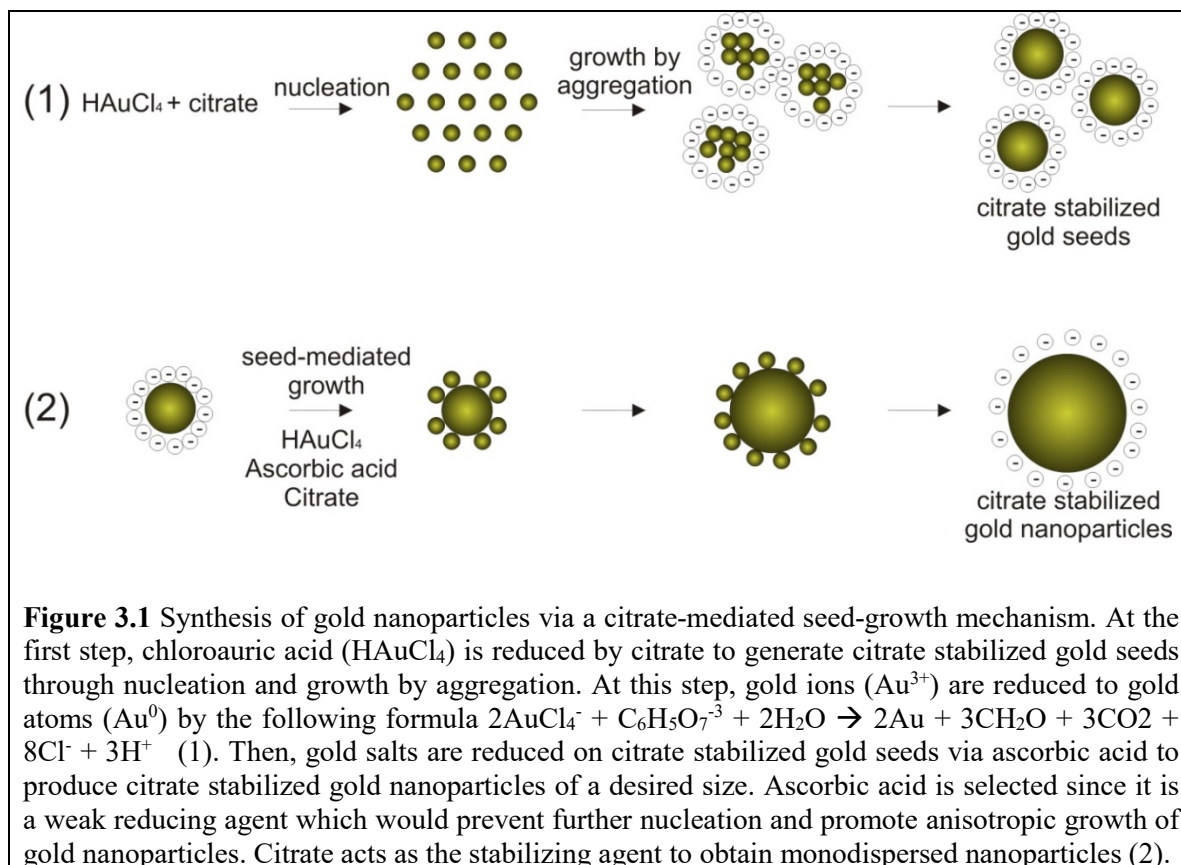 (1) HAuCl₄ + citrate
nucleation
growth by
aggregation
citrate stabilized
gold seeds
(2)
seed-mediated
growth
HAuCl₄
Ascorbic acid
Citrate
citrate stabilized
gold nanoparticles
Figure 3.1 Synthesis of gold nanoparticles via a citrate-mediated seed-growth mechanism. At the
first step, chloroauric acid (HAuCl₄) is reduced by citrate to generate citrate stabilized gold seeds
through nucleation and growth by aggregation. At this step, gold ions (Au³⁺) are reduced to gold
atoms (Au⁰) by the following formula 2AuCl₄⁻ + C₆H₅O₇⁻³ + 2H₂O → 2Au + 3CH₂O + 3CO2 +
8Cl⁻ + 3H⁺ (1). Then, gold salts are reduced on citrate stabilized gold seeds via ascorbic acid to
produce citrate stabilized gold nanoparticles of a desired size. Ascorbic acid is selected since it is
a weak reducing agent which would prevent further nucleation and promote anisotropic growth of
gold nanoparticles. Citrate acts as the stabilizing agent to obtain monodispersed nanoparticles (2).